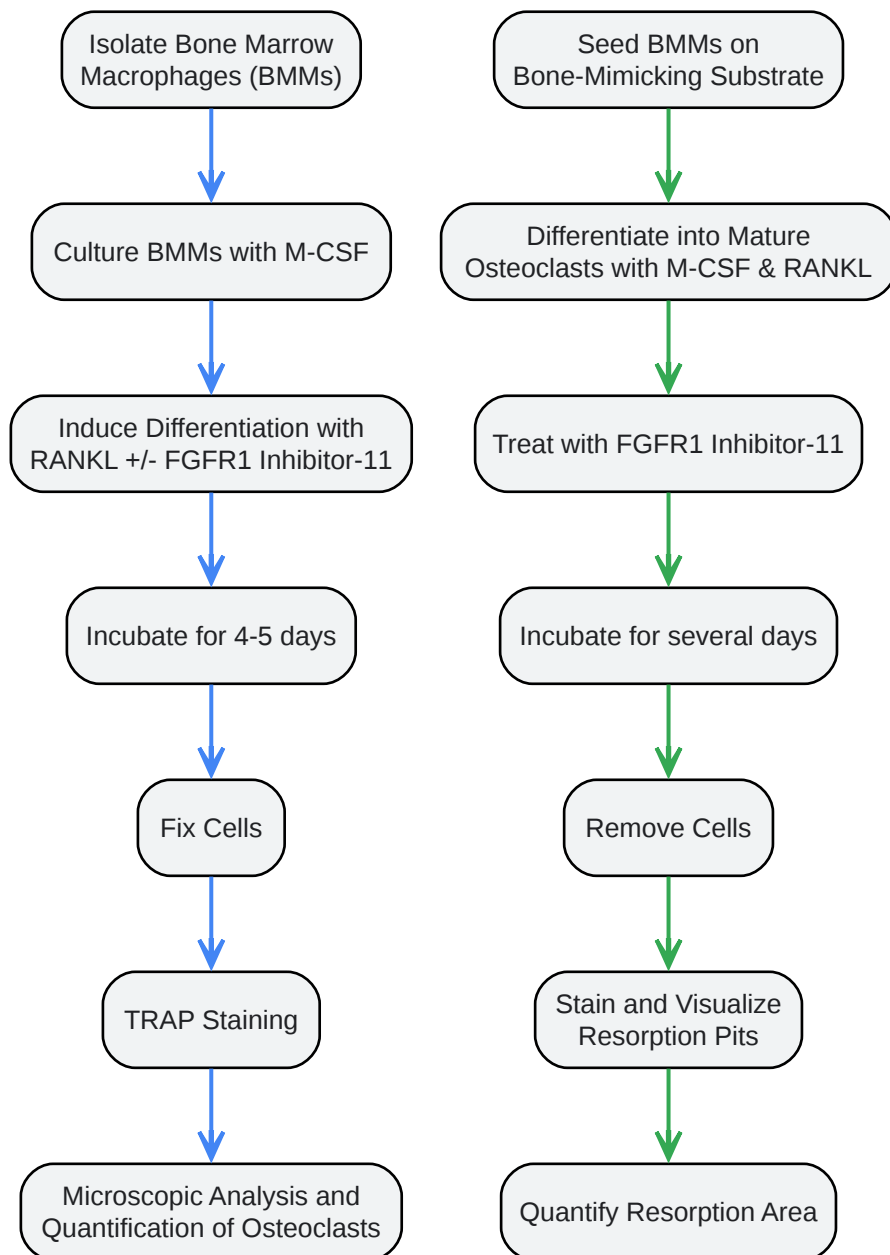 Isolate Bone Marrow
Macrophages (BMMs)
Culture BMMs with M-CSF
Induce Differentiation with
RANKL +/- FGFR1 Inhibitor-11
Incubate for 4-5 days
Fix Cells
TRAP Staining
Microscopic Analysis and
Quantification of Osteoclasts
Seed BMMs on
Bone-Mimicking Substrate
Differentiate into Mature
Osteoclasts with M-CSF & RANKL
Treat with FGFR1 Inhibitor-11
Incubate for several days
Remove Cells
Stain and Visualize
Resorption Pits
Quantify Resorption Area